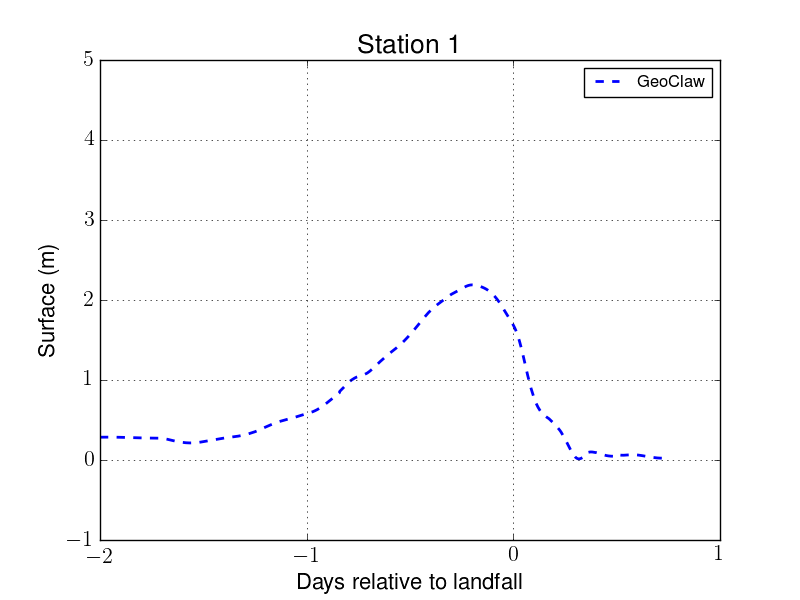 Station 1
GeoClaw
5
4
3
2
1
0
−1
Surface (m)
−2 −1 0 1
Days relative to landfall